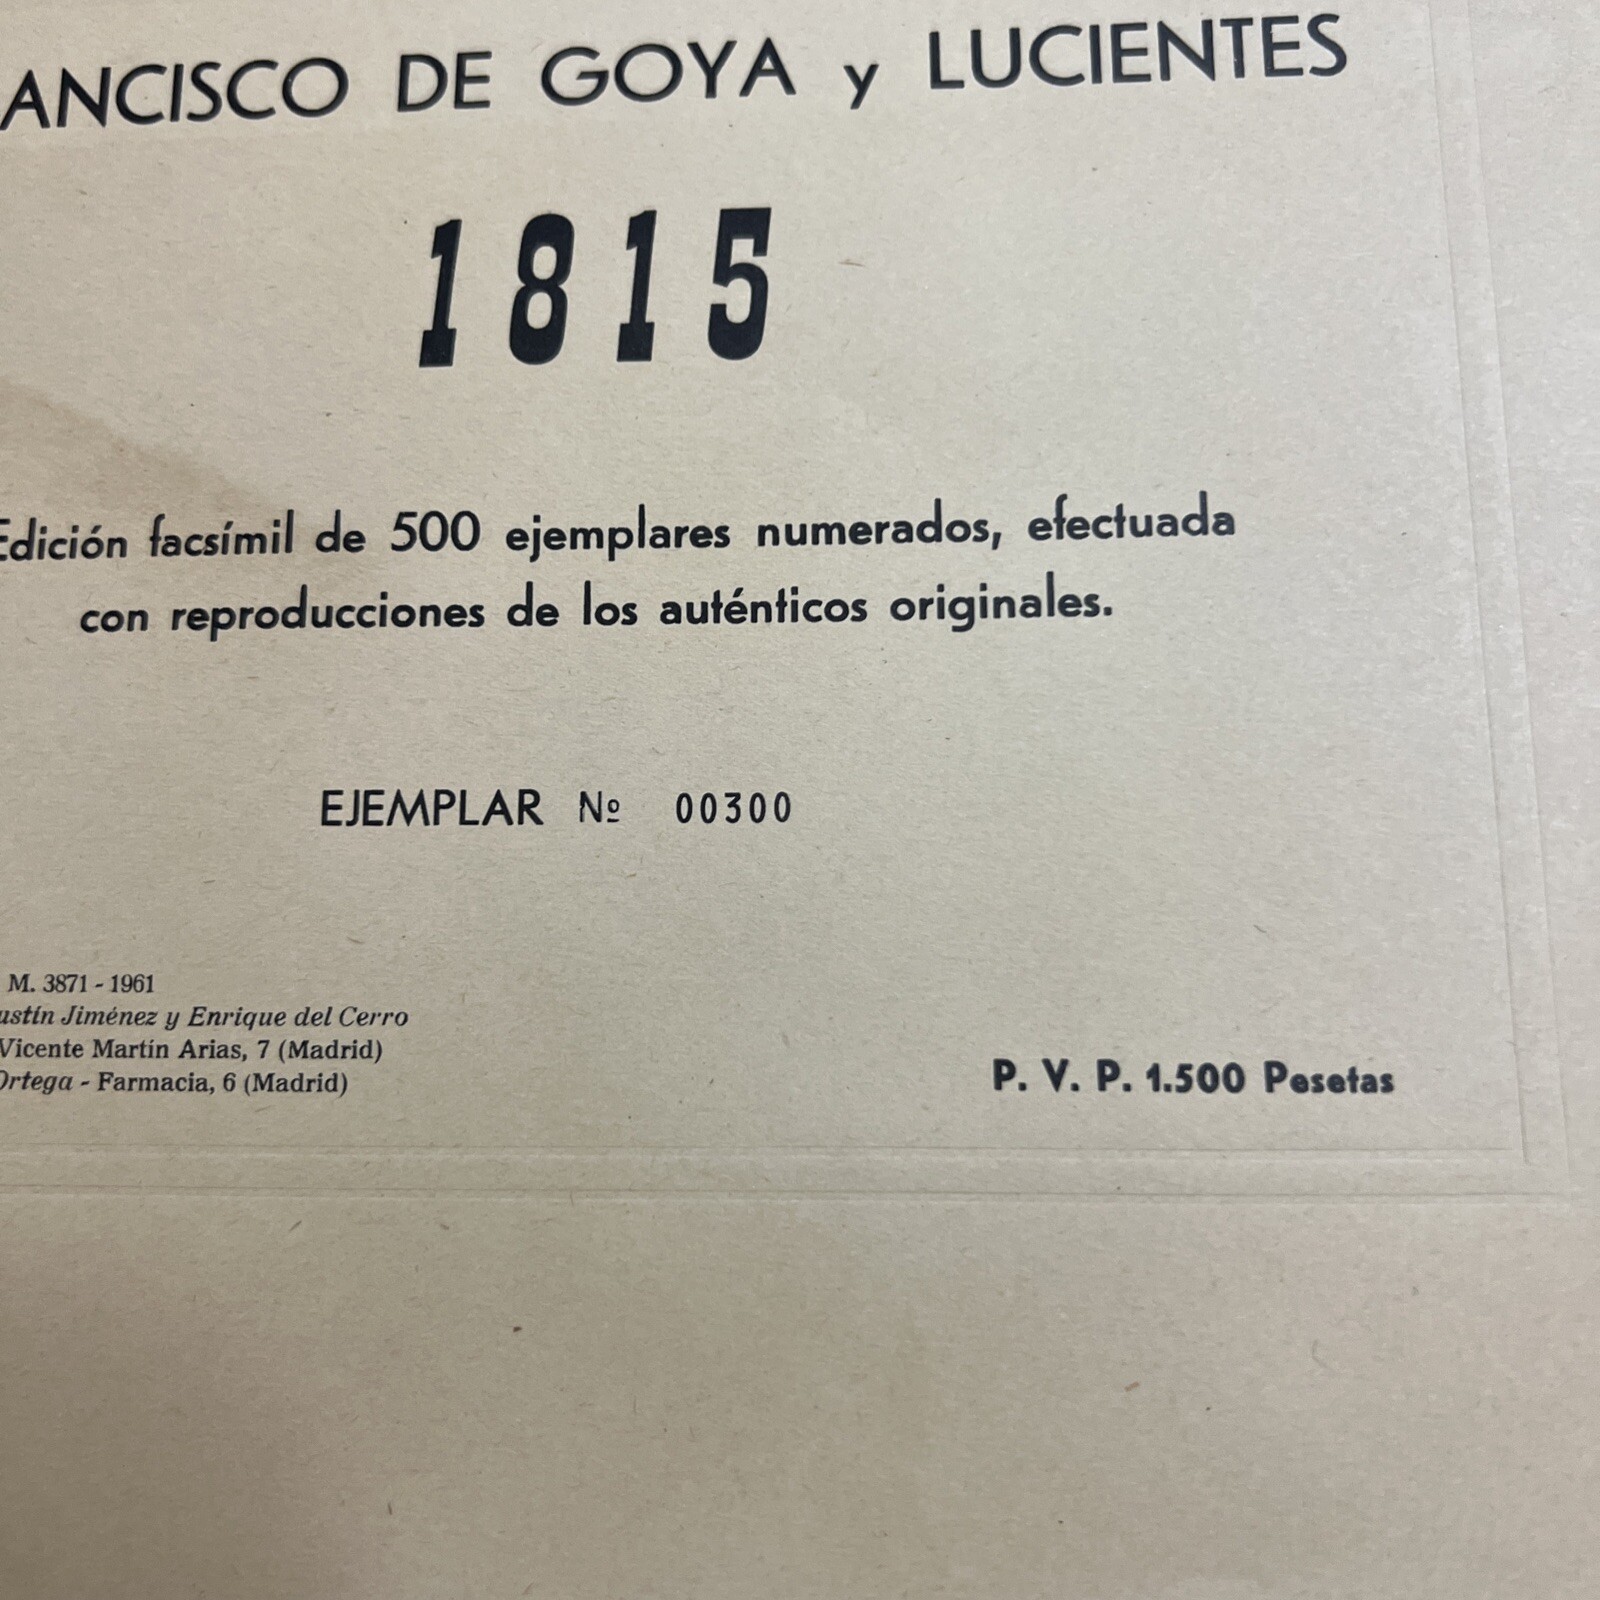 ANCISCO DE GOYA y LUCIENTES
1815
Edición facsímil de 500 ejemplares numerados, efectuada
con reproducciones de los auténticos originales.
EJEMPLAR Nº 00300
M. 3871 - 1961
ustín Jiménez y Enrique del Cerro
Vicente Martín Arias, 7 (Madrid)
Ortega - Farmacia, 6 (Madrid)
P. V. P. 1.500 Pesetas